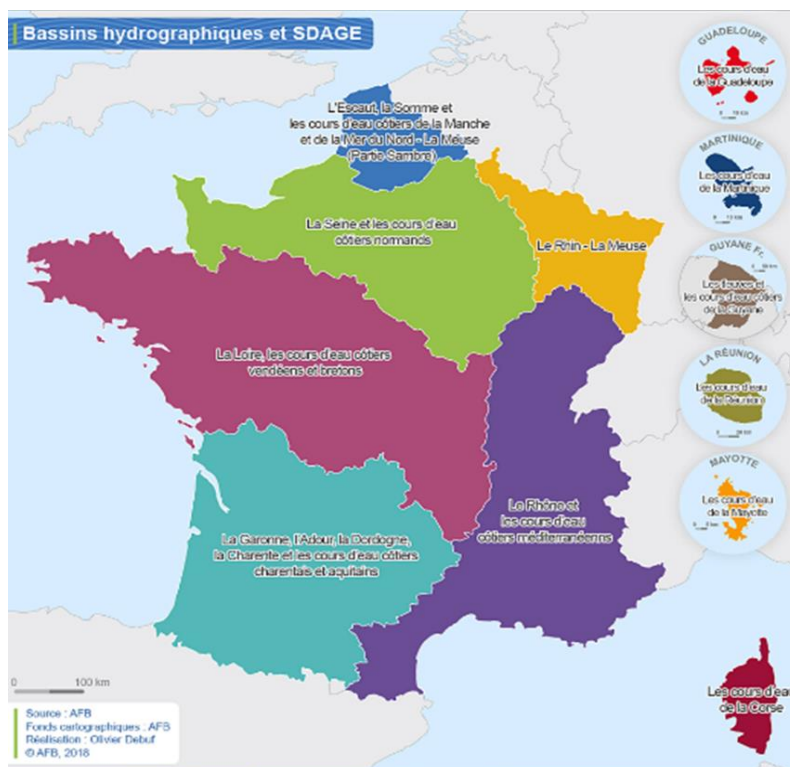 Bassins hydrographiques et SDAGE
L'Escaut, la Somme et
les cours d'eau côtiers de la Manche
et de la Mer du Nord - La Meuse
(Partie Sambre)
La Seine et les cours d'eau
côtiers normands
Le Rhin - La Meuse
La Loire, les cours d'eau côtiers
vendéens et bretons
Le Rhône et
les cours d'eau
côtiers méditerranéens
La Garonne, l'Adour, la Dordogne,
la Charente et les cours d'eau côtiers
charentais et aquitains
GUADELOUPE
Les cours d'eau
de la Guadeloupe
MARTINIQUE
Les cours d'eau
de la Martinique
GUYANE Fr.
Les fleuves et
les cours d'eau côtiers
de la Guyane
LA RÉUNION
Les cours d'eau
de la Réunion
MAYOTTE
Les cours d'eau
de la Mayotte
Les cours d'eau
de la Corse
0 100 km
Source : AFB
Fonds cartographiques : AFB
Réalisation : Olivier Debuf
© AFB, 2018